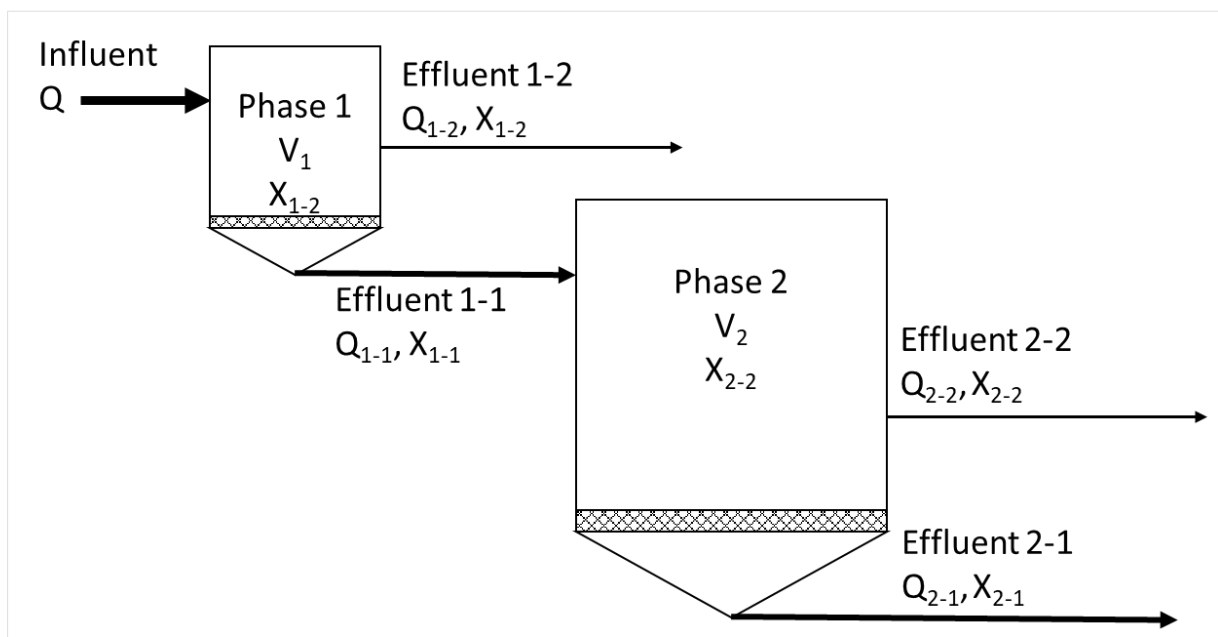 Influent
Q
Phase 1
V₁
X₁₋₂
Effluent 1-2
Q₁₋₂, X₁₋₂
Effluent 1-1
Q₁₋₁, X₁₋₁
Phase 2
V₂
X₂₋₂
Effluent 2-2
Q₂₋₂, X₂₋₂
Effluent 2-1
Q₂₋₁, X₂₋₁